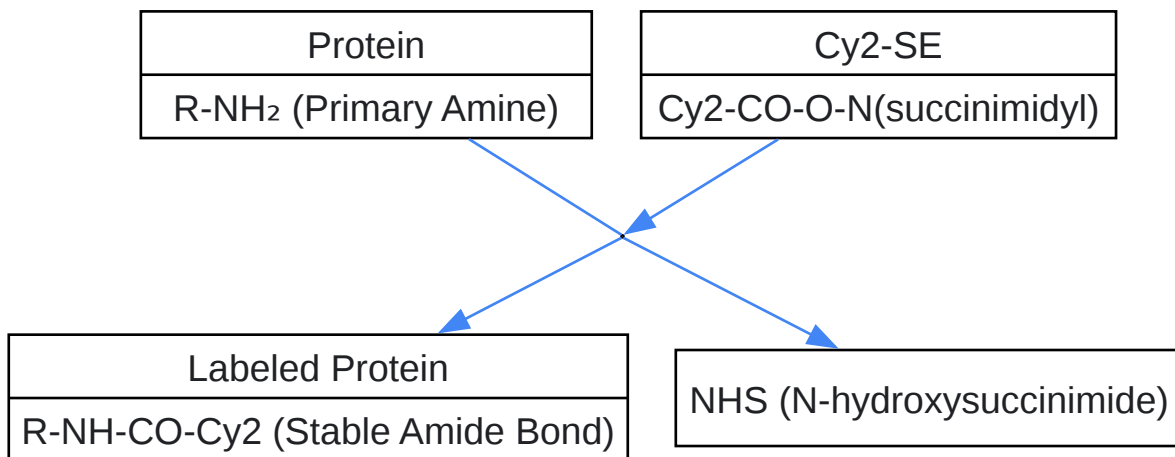 Protein
R-NH₂ (Primary Amine)
Cy2-SE
Cy2-CO-O-N(succinimidyl)
Labeled Protein
R-NH-CO-Cy2 (Stable Amide Bond)
NHS (N-hydroxysuccinimide)